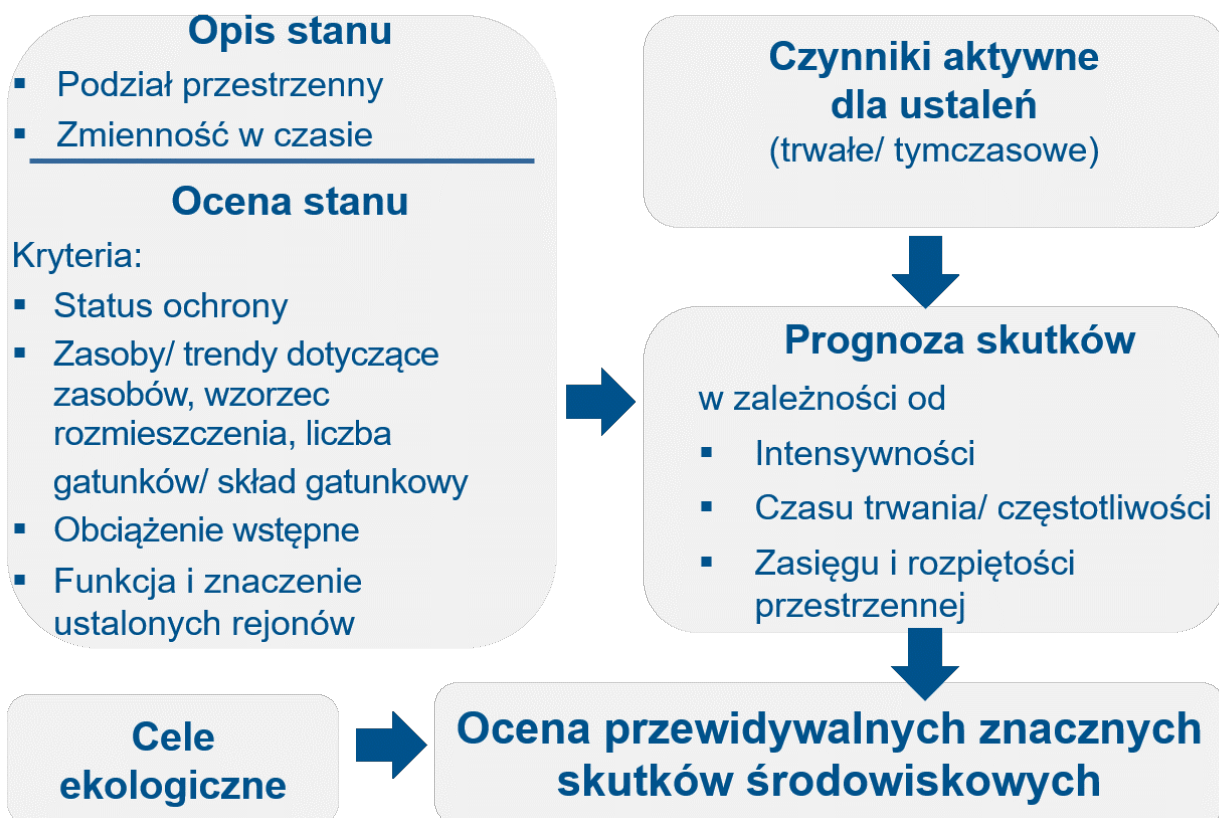 Opis stanu
▪ Podział przestrzenny
▪ Zmienność w czasie
Ocena stanu
Kryteria:
▪ Status ochrony
▪ Zasoby/ trendy dotyczące
zasobów, wzorzec
rozmieszczenia, liczba
gatunków/ skład gatunkowy
▪ Obciążenie wstępne
▪ Funkcja i znaczenie
ustalonych rejonów
Czynniki aktywne
dla ustaleń
(trwałe/ tymczasowe)
Prognoza skutków
w zależności od
▪ Intensywności
▪ Czasu trwania/ częstotliwości
▪ Zasięgu i rozpiętości
przestrzennej
Cele
ekologiczne
Ocena przewidywalnych znacznych
skutków środowiskowych